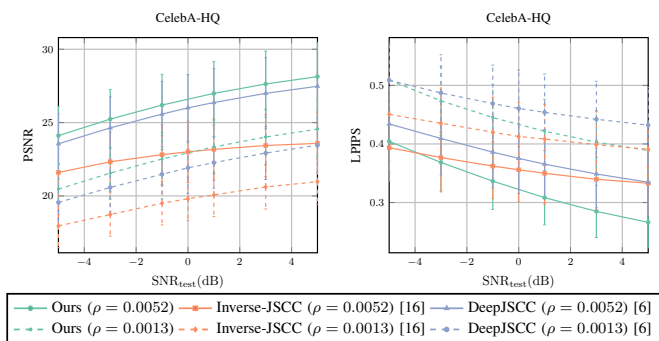 CelebA-HQ
CelebA-HQ
30
25
20
PSNR
−4 −2 0 2 4
SNRtest(dB)
0.5
0.4
0.3
LPIPS
−4 −2 0 2 4
SNRtest(dB)
Ours (ρ = 0.0052) Inverse-JSCC (ρ = 0.0052) [16] DeepJSCC (ρ = 0.0052) [6]
Ours (ρ = 0.0013) Inverse-JSCC (ρ = 0.0013) [16] DeepJSCC (ρ = 0.0013) [6]